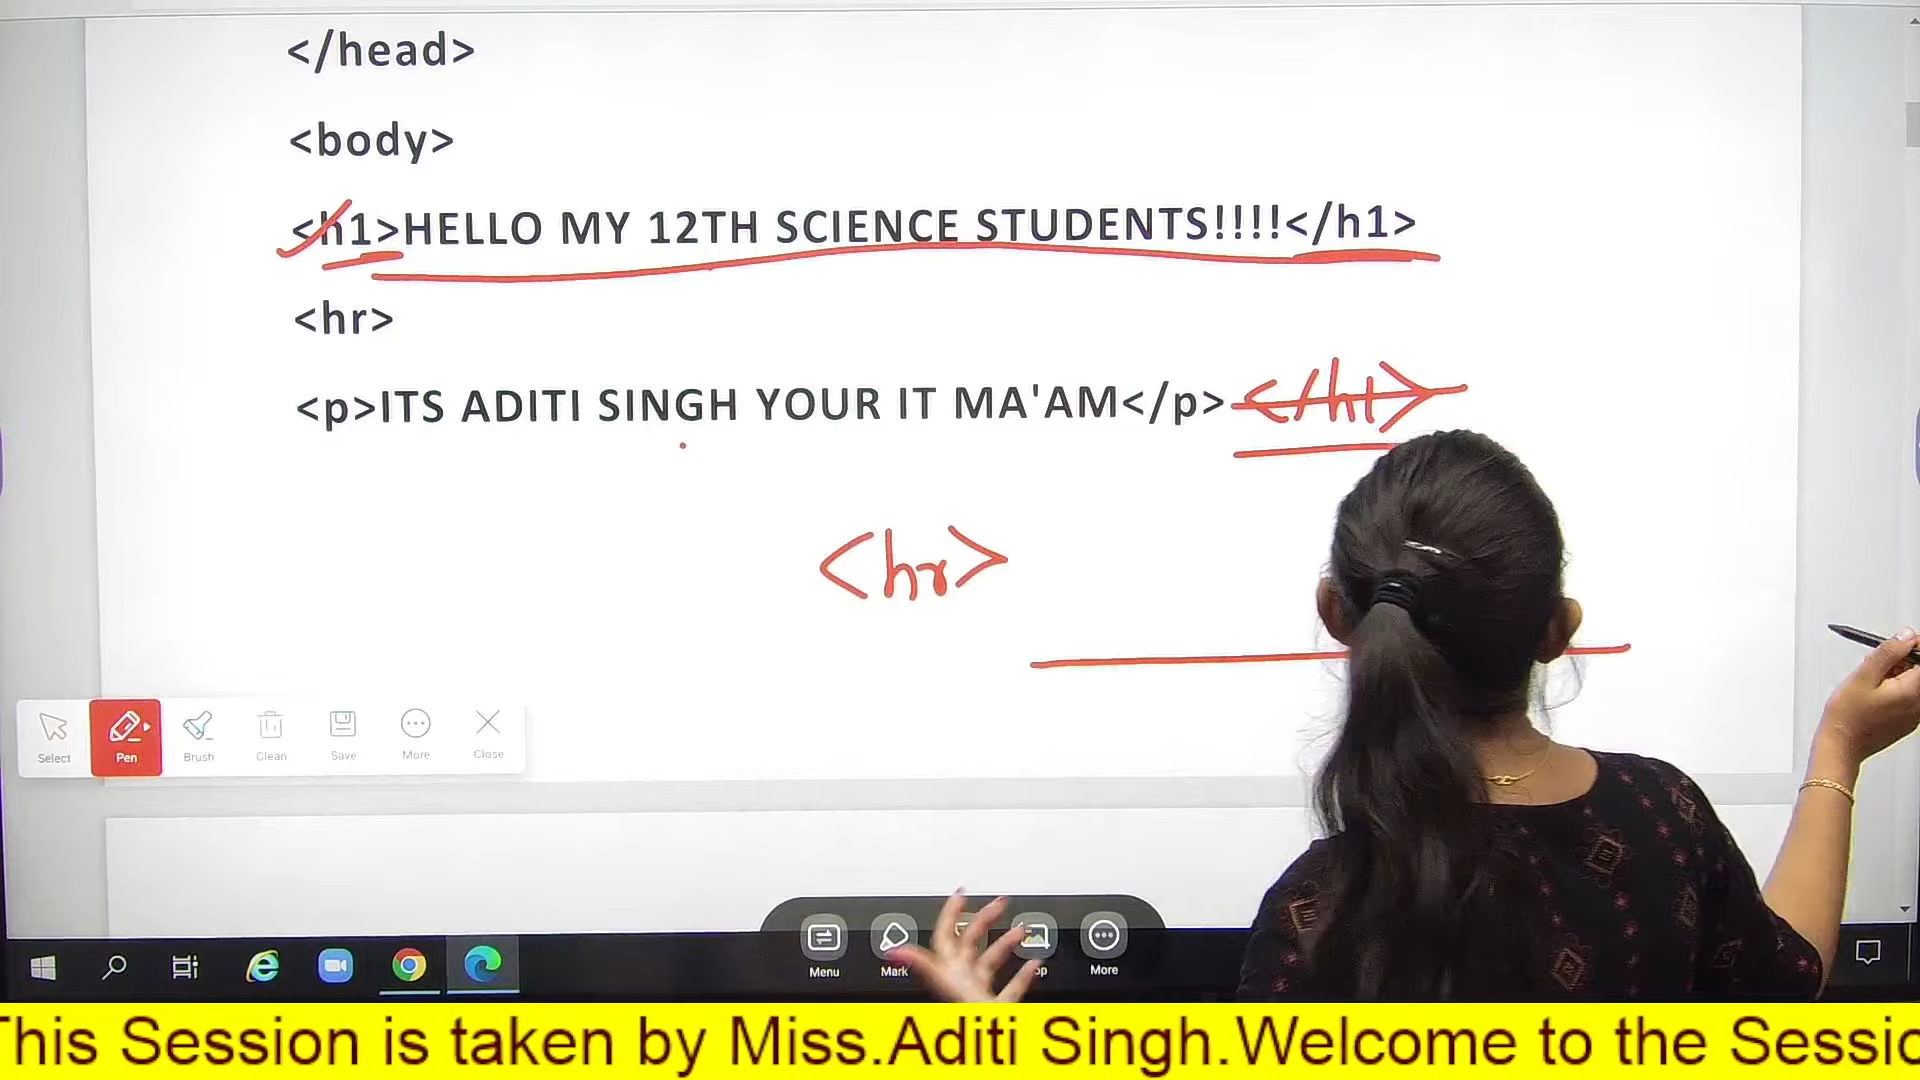 </head>
<body>
<h1>HELLO MY 12TH SCIENCE STUDENTS!!!!</h1>
<hr>
<p>ITS ADITI SINGH YOUR IT MA'AM</p> </h1>
<hr>
Select Pen Brush Clean Save More Close
Menu Mark More
This Session is taken by Miss.Aditi Singh.Welcome to the Sessio